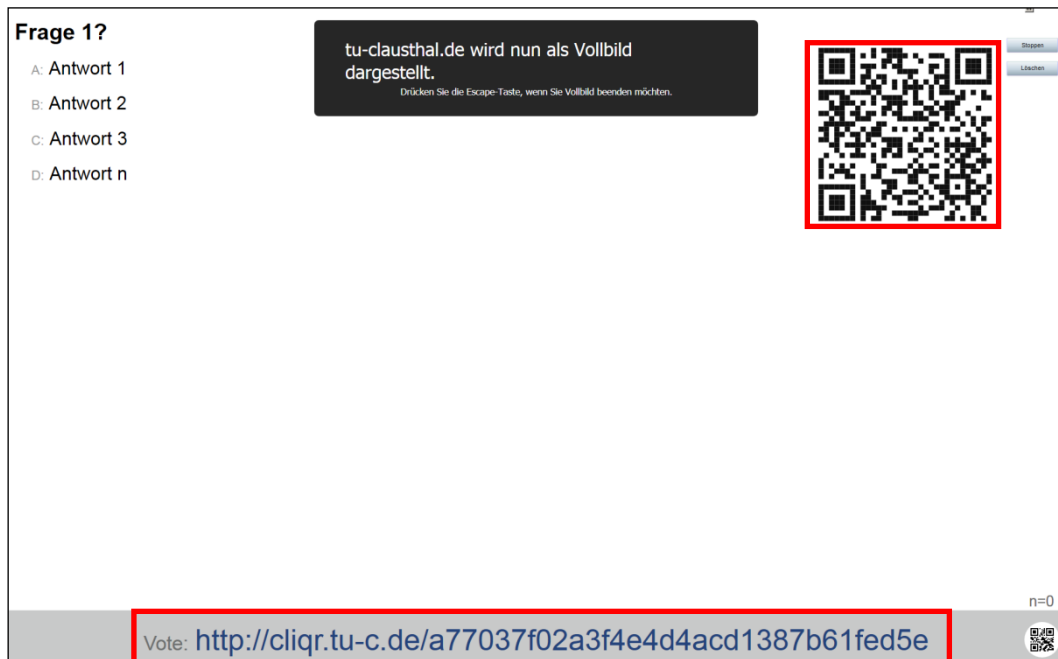 Frage 1?
A: Antwort 1
B: Antwort 2
C: Antwort 3
D: Antwort n
tu-clausthal.de wird nun als Vollbild
dargestellt.
Drücken Sie die Escape-Taste, wenn Sie Vollbild beenden möchten.
Stoppen
Löschen
n=0
Vote: http://cliqr.tu-c.de/a77037f02a3f4e4d4acd1387b61fed5e